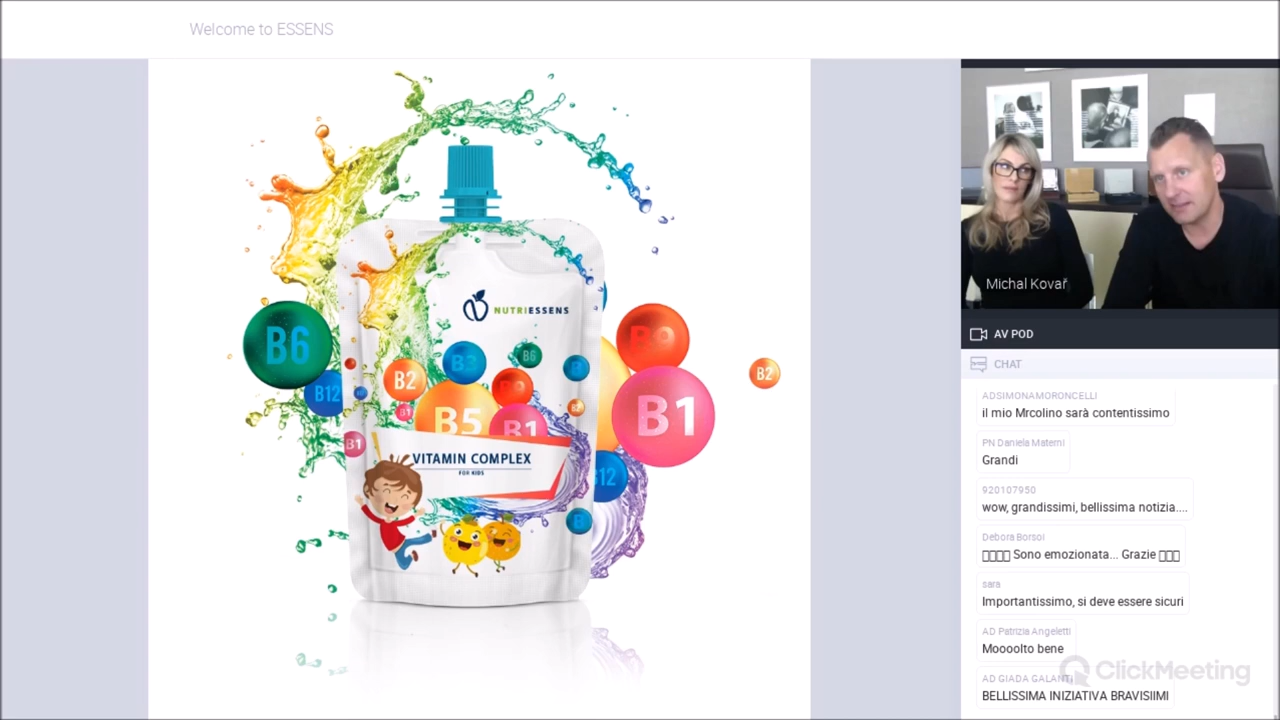 Welcome to ESSENS
NUTRIESSENS
B6
B12
B1
B2
B3
B6
B1
B5
B1
VITAMIN COMPLEX
FOR KIDS
B9
B1
B12
B2
Michal Kovař
AV POD
CHAT
ADSIMONAMORONCELLI
il mio Mrcolino sarà contentissimo
PN Daniela Materni
Grandi
920107950
wow, grandissimi, bellissima notizia....
Debora Borsoi
Sono emozionata... Grazie
sara
Importantissimo, si deve essere sicuri
AD Patrizia Angeletti
Moooolto bene
AD GIADA GALANTI
BELLISSIMA INIZIATIVA BRAVISIIMI
ClickMeeting